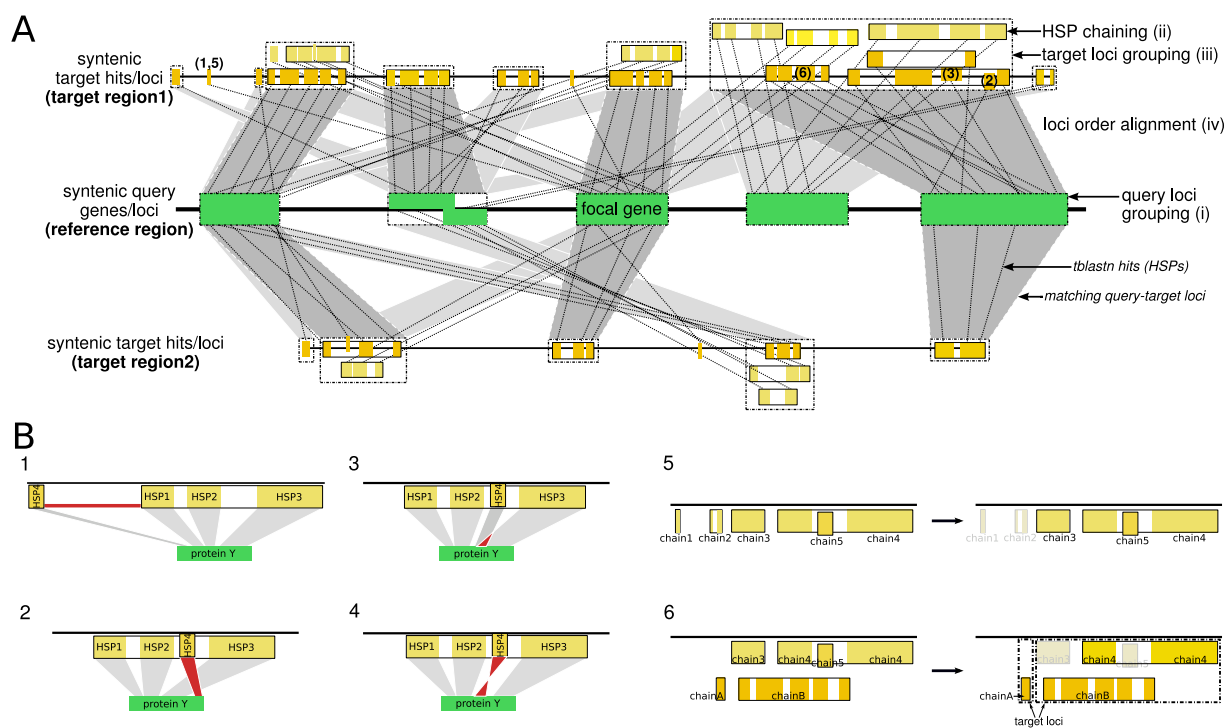 A
syntenic
target hits/loci
(target region1)
(1,5)
(6)
(3)
(2)
HSP chaining (ii)
target loci grouping (iii)
loci order alignment (iv)
syntenic query
genes/loci
(reference region)
focal gene
query loci
grouping (i)
tblastn hits (HSPs)
matching query-target loci
syntenic target hits/loci
(target region2)
B
1
HSP4
HSP1
HSP2
HSP3
protein Y
3
HSP1
HSP2
HSP4
HSP3
protein Y
5
chain1
chain2
chain3
chain5
chain4
chain1
chain2
chain3
chain5
chain4
2
HSP1
HSP2
HSP4
HSP3
protein Y
4
HSP1
HSP2
HSP4
HSP3
protein Y
6
chain3
chain4
chain5
chain4
chainA
chainB
chain3
chain4
chain5
chain4
chainA
chainB
target loci